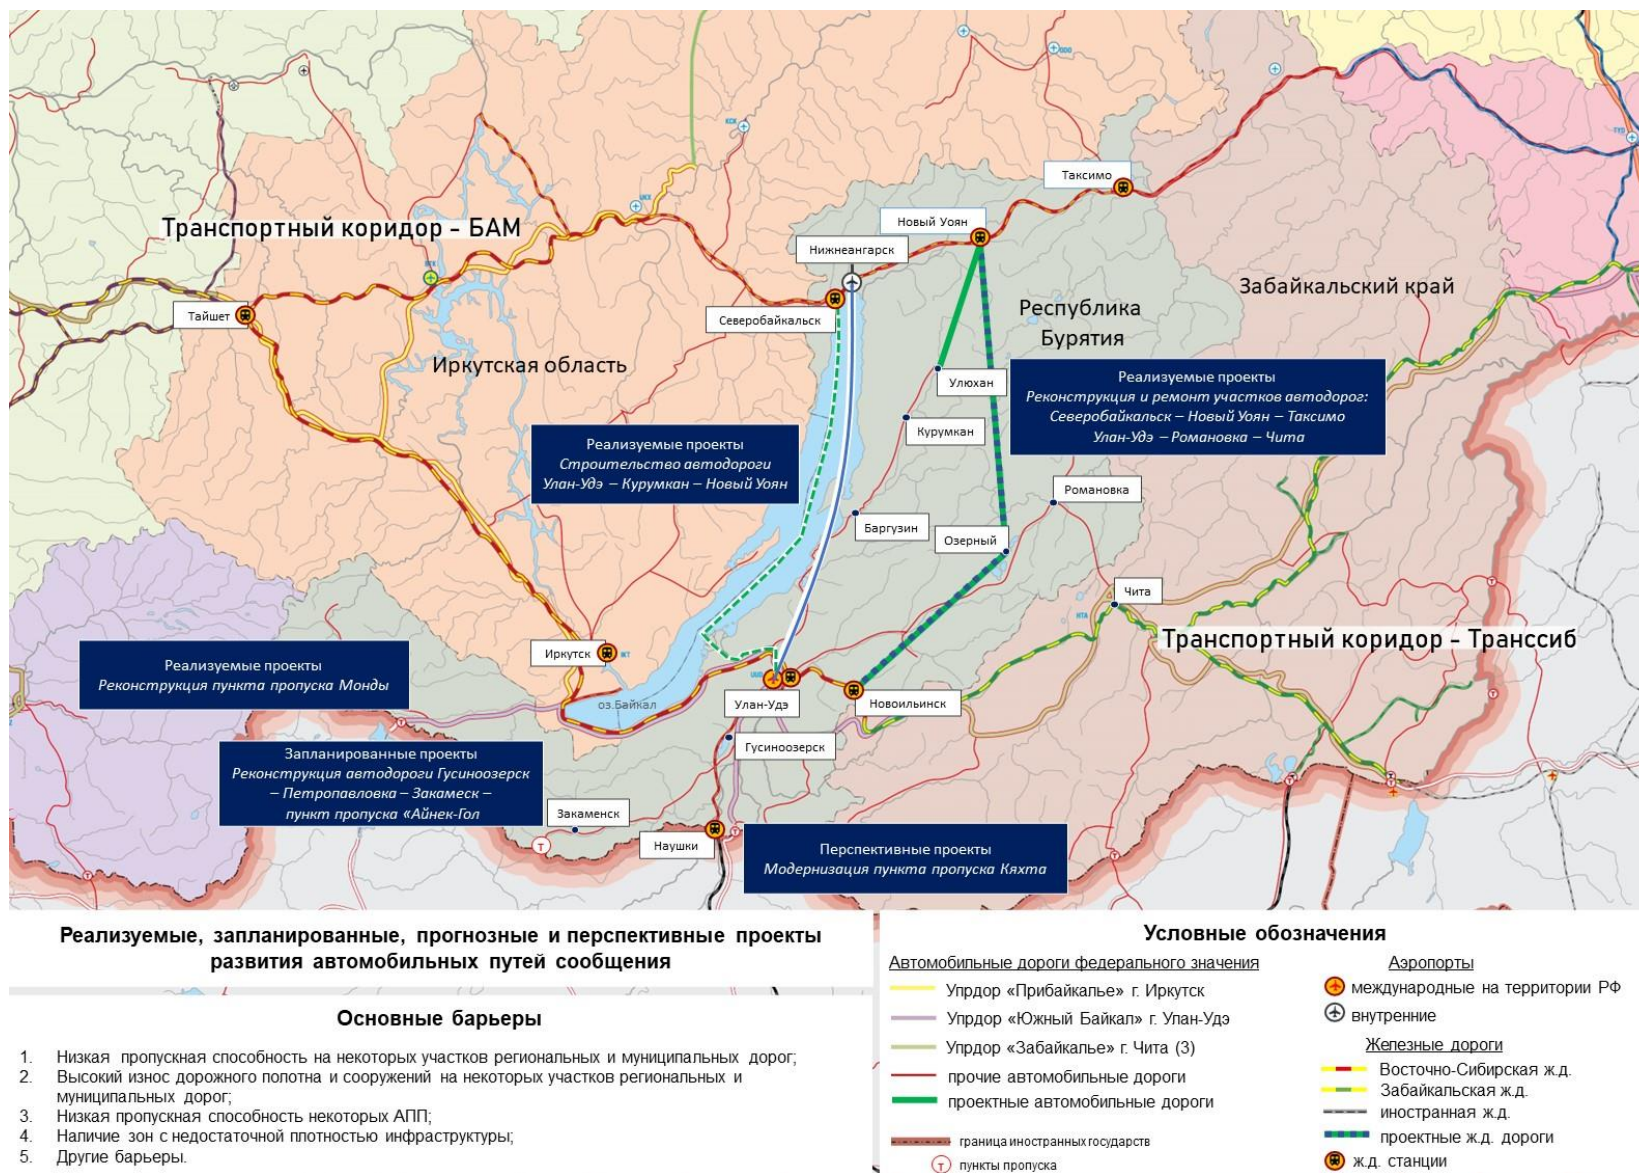 Транспортный коридор - БАМ
Таксимо
Новый Уоян
Нижнеангарск
Тайшет
Северобайкальск
Иркутская область
Республика
Бурятия
Забайкальский край
Улюхан
Курумкан
Реализуемые проекты
Реконструкция и ремонт участков автодорог:
Северобайкальск – Новый Уоян – Таксимо
Улан-Удэ – Романовка – Чита
Реализуемые проекты
Строительство автодороги
Улан-Удэ – Курумкан – Новый Уоян
Романовка
Баргузин
Озерный
Чита
Транспортный коридор - Транссиб
Иркутск
Реализуемые проекты
Реконструкция пункта пропуска Монды
оз.Байкал
Улан-Удэ
Новоильинск
Гусиноозерск
Запланированные проекты
Реконструкция автодороги Гусиноозерск
– Петропавловка – Закамеск –
пункт пропуска «Айнек-Гол
Закаменск
Наушки
Перспективные проекты
Модернизация пункта пропуска Кяхта
Реализуемые, запланированные, прогнозные и перспективные проекты
развития автомобильных путей сообщения
Основные барьеры
1. Низкая пропускная способность на некоторых участков региональных и муниципальных дорог;
2. Высокий износ дорожного полотна и сооружений на некоторых участков региональных и
муниципальных дорог;
3. Низкая пропускная способность некоторых АПП;
4. Наличие зон с недостаточной плотностью инфраструктуры;
5. Другие барьеры.
Условные обозначения
Автомобильные дороги федерального значения
Упрдор «Прибайкалье» г. Иркутск
Упрдор «Южный Байкал» г. Улан-Удэ
Упрдор «Забайкалье» г. Чита (3)
прочие автомобильные дороги
проектные автомобильные дороги
граница иностранных государств
пункты пропуска
Аэропорты
международные на территории РФ
внутренние
Железные дороги
Восточно-Сибирская ж.д.
Забайкальская ж.д.
иностранная ж.д.
проектные ж.д. дороги
ж.д. станции